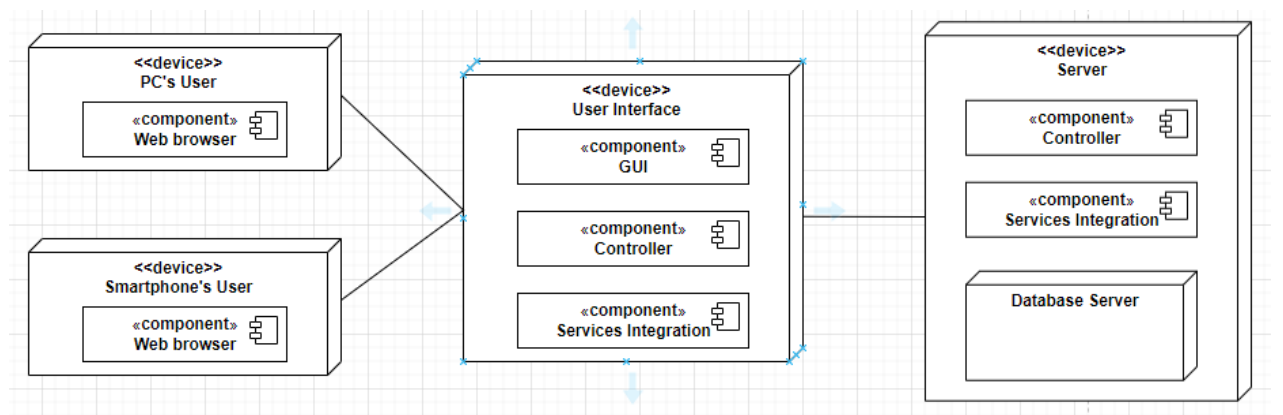 <<device>>
PC's User
«component»
Web browser
<<device>>
Smartphone's User
«component»
Web browser
<<device>>
User Interface
«component»
GUI
«component»
Controller
«component»
Services Integration
<<device>>
Server
«component»
Controller
«component»
Services Integration
Database Server